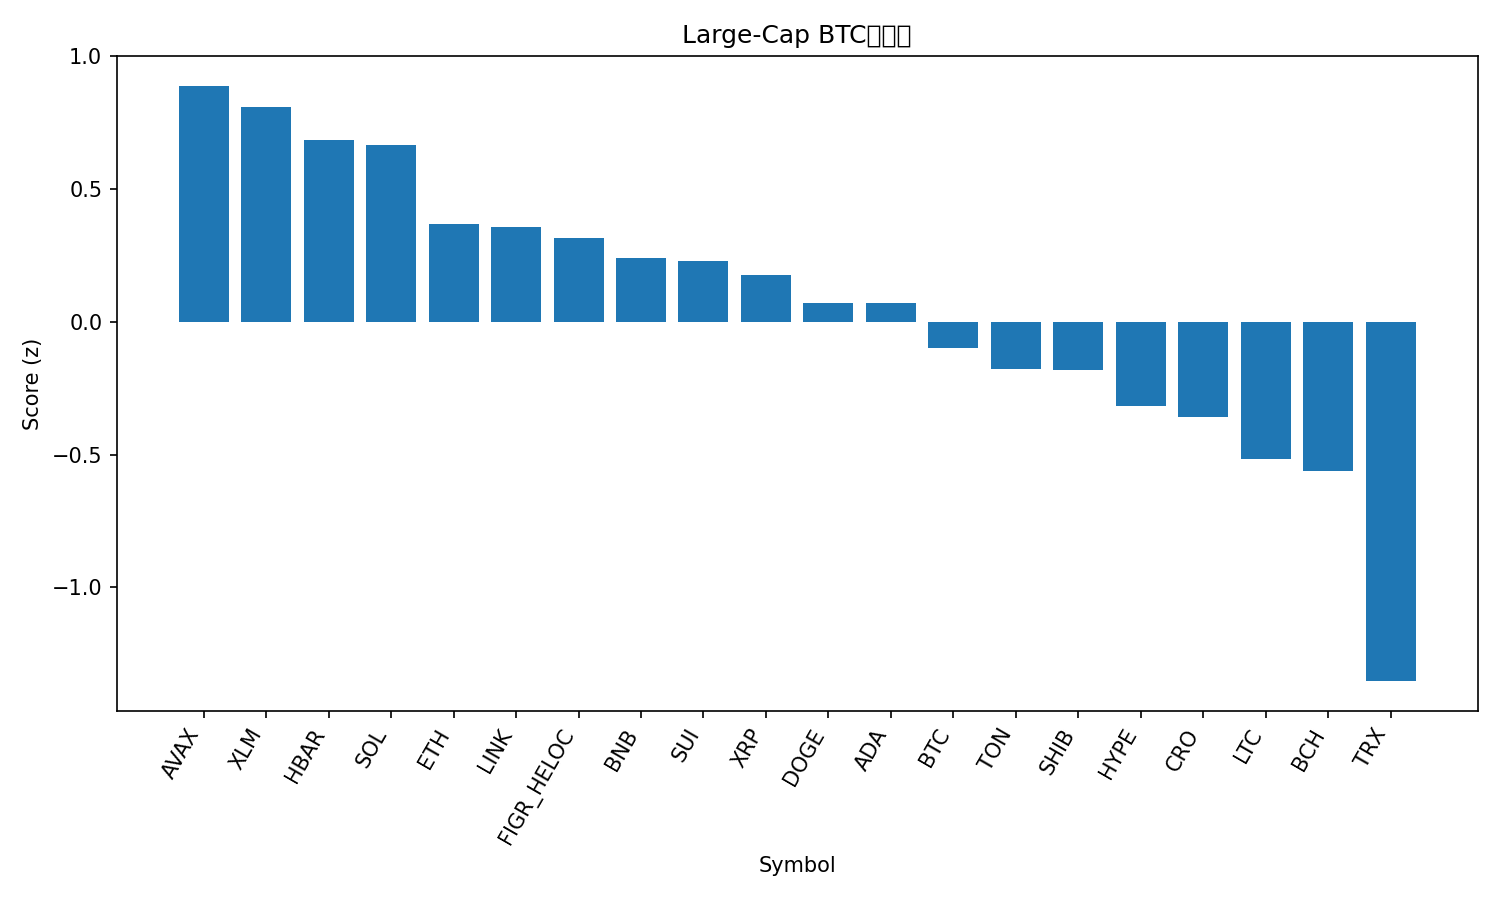 Large-Cap BTC
1.0
0.5
0.0
−0.5
−1.0
Score (z)
AVAX
XLM
HBAR
SOL
ETH
LINK
FIGR_HELOC
BNB
SUI
XRP
DOGE
ADA
BTC
TON
SHIB
HYPE
CRO
LTC
BCH
TRX
Symbol